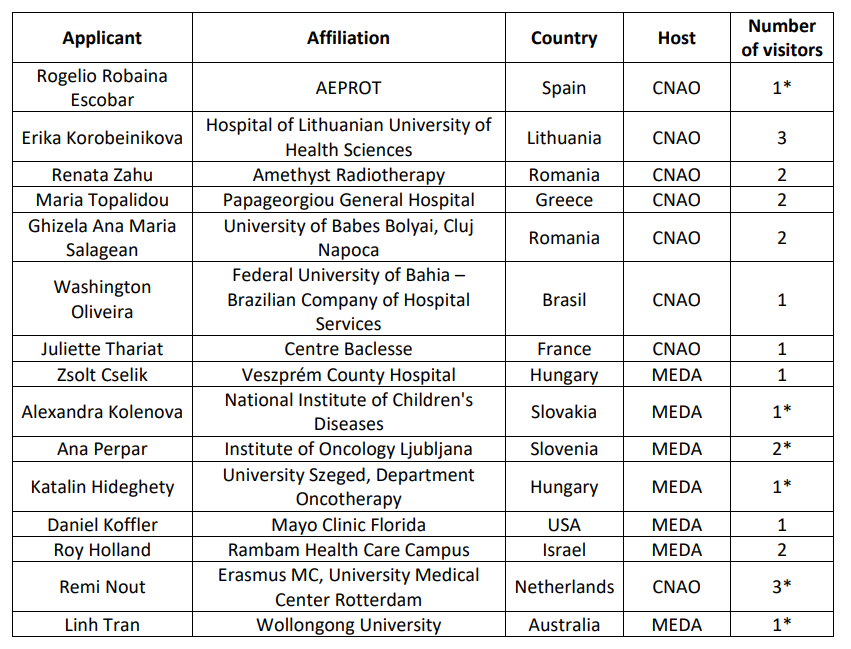 Applicant Affiliation Country Host Number of visitors
Rogelio Robaina Escobar AEPROT Spain CNAO 1*
Erika Korobeinikova Hospital of Lithuanian University of Health Sciences Lithuania CNAO 3
Renata Zahu Amethyst Radiotherapy Romania CNAO 2
Maria Topalidou Papageorgiou General Hospital Greece CNAO 2
Ghizela Ana Maria Salagean University of Babes Bolyai, Cluj Napoca Romania CNAO 2
Washington Oliveira Federal University of Bahia – Brazilian Company of Hospital Services Brasil CNAO 1
Juliette Thariat Centre Baclesse France CNAO 1
Zsolt Cselik Veszprém County Hospital Hungary MEDA 1
Alexandra Kolenova National Institute of Children's Diseases Slovakia MEDA 1*
Ana Perpar Institute of Oncology Ljubljana Slovenia MEDA 2*
Katalin Hideghety University Szeged, Department Oncotherapy Hungary MEDA 1*
Daniel Koffler Mayo Clinic Florida USA MEDA 1
Roy Holland Rambam Health Care Campus Israel MEDA 2
Remi Nout Erasmus MC, University Medical Center Rotterdam Netherlands CNAO 3*
Linh Tran Wollongong University Australia MEDA 1*